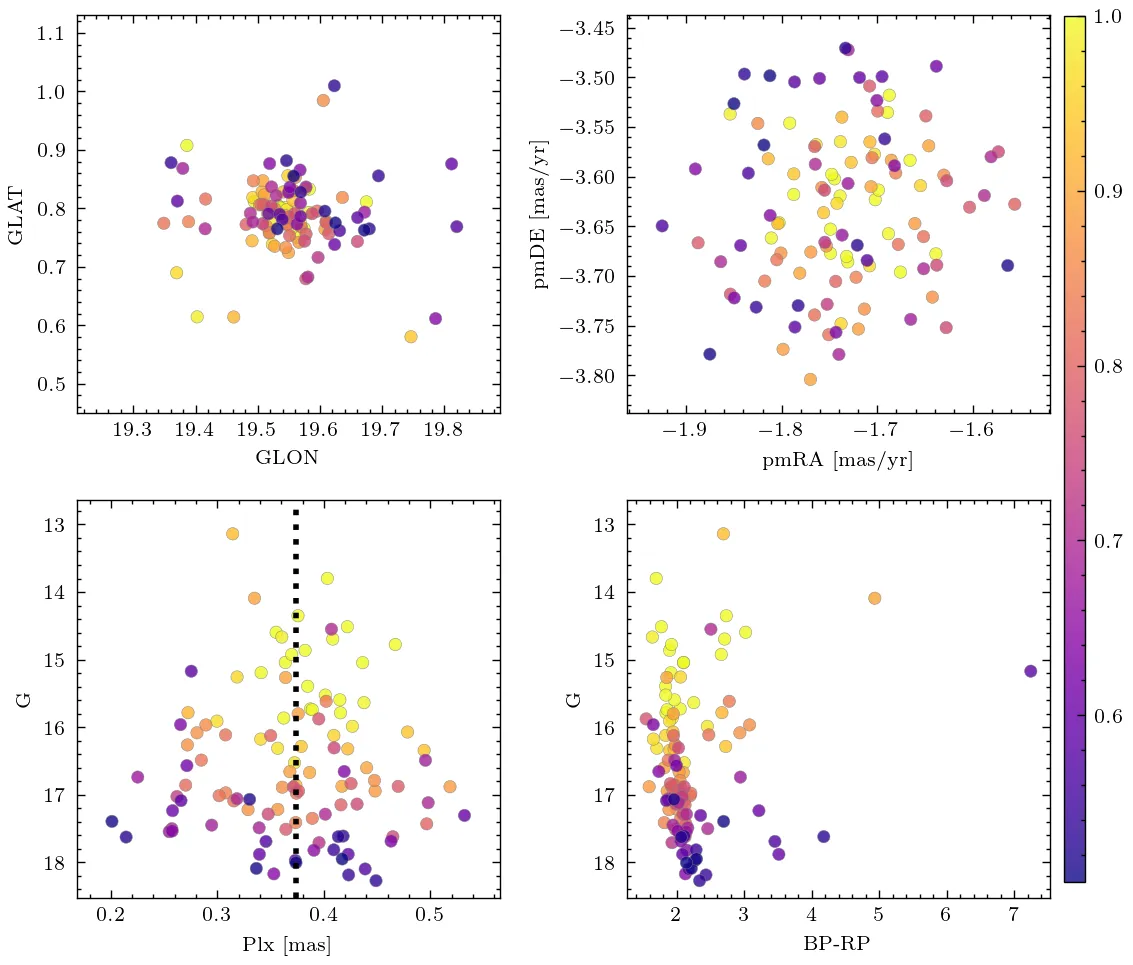 1.1
1.0
0.9
0.8
0.7
0.6
0.5
GLAT
19.3 19.4 19.5 19.6 19.7 19.8
GLON
−3.45
−3.50
−3.55
−3.60
−3.65
−3.70
−3.75
−3.80
pmDE [mas/yr]
−1.9 −1.8 −1.7 −1.6
pmRA [mas/yr]
13
14
15
16
17
18
G
0.2 0.3 0.4 0.5
Plx [mas]
13
14
15
16
17
18
G
2 3 4 5 6 7
BP-RP
1.0
0.9
0.8
0.7
0.6